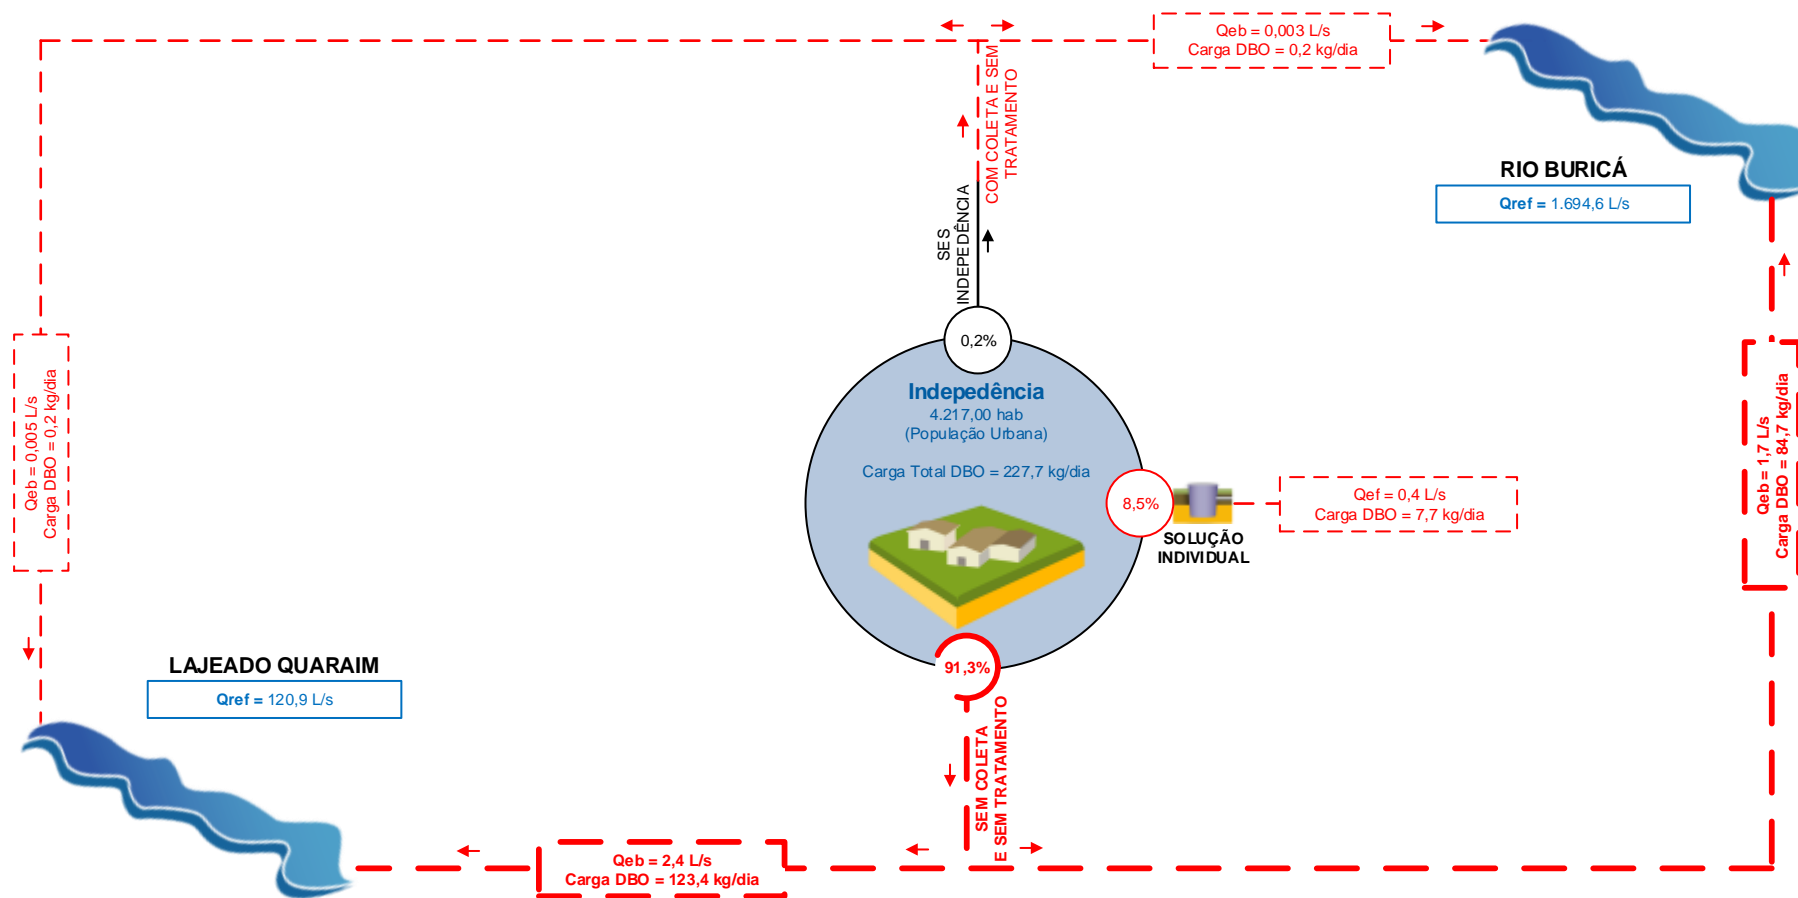 Qeb = 0,003 L/s
Carga DBO = 0,2 kg/dia
COM COLETA E SEM
TRATAMENTO
RIO BURICÁ
Qref = 1.694,6 L/s
SES
INDEPEDÊNCIA
0,2%
Indepedência
4.217,00 hab
(População Urbana)
Carga Total DBO = 227,7 kg/dia
8,5%
SOLUÇÃO
INDIVIDUAL
Qef = 0,4 L/s
Carga DBO = 7,7 kg/dia
Qeb = 1,7 L/s
Carga DBO = 84,7 kg/dia
Qeb = 0,005 L/s
Carga DBO = 0,2 kg/dia
LAJEADO QUARAIM
Qref = 120,9 L/s
91,3%
SEM COLETA
E SEM TRATAMENTO
Qeb = 2,4 L/s
Carga DBO = 123,4 kg/dia